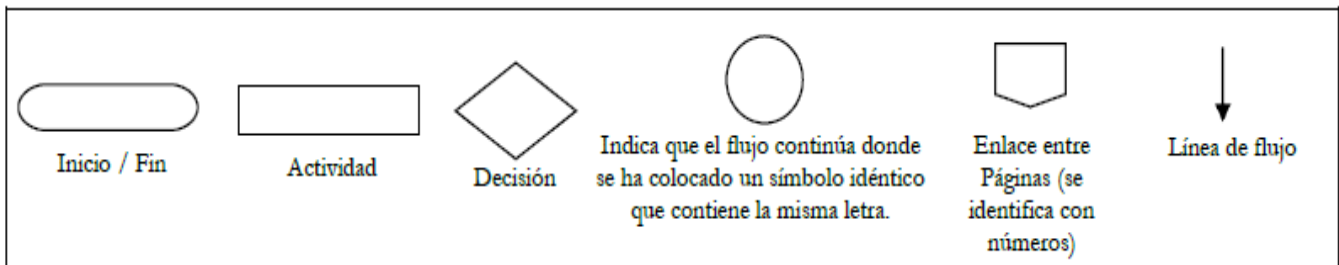 Inicio / Fin
Actividad
Decisión
Indica que el flujo continúa donde
se ha colocado un símbolo idéntico
que contiene la misma letra.
Enlace entre
Páginas (se
identifica con
números)
Línea de flujo